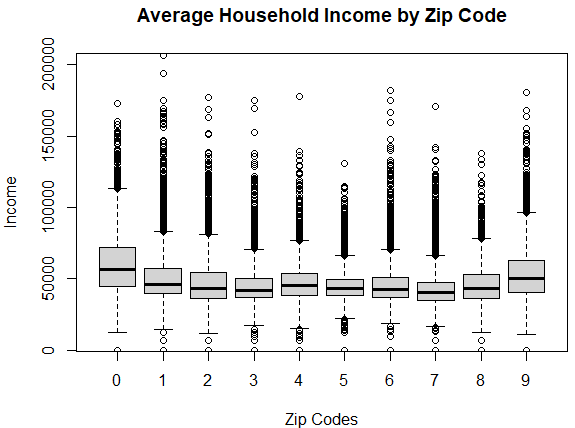 Average Household Income by Zip Code
200000
150000
100000
50000
0
Income
0 1 2 3 4 5 6 7 8 9
Zip Codes